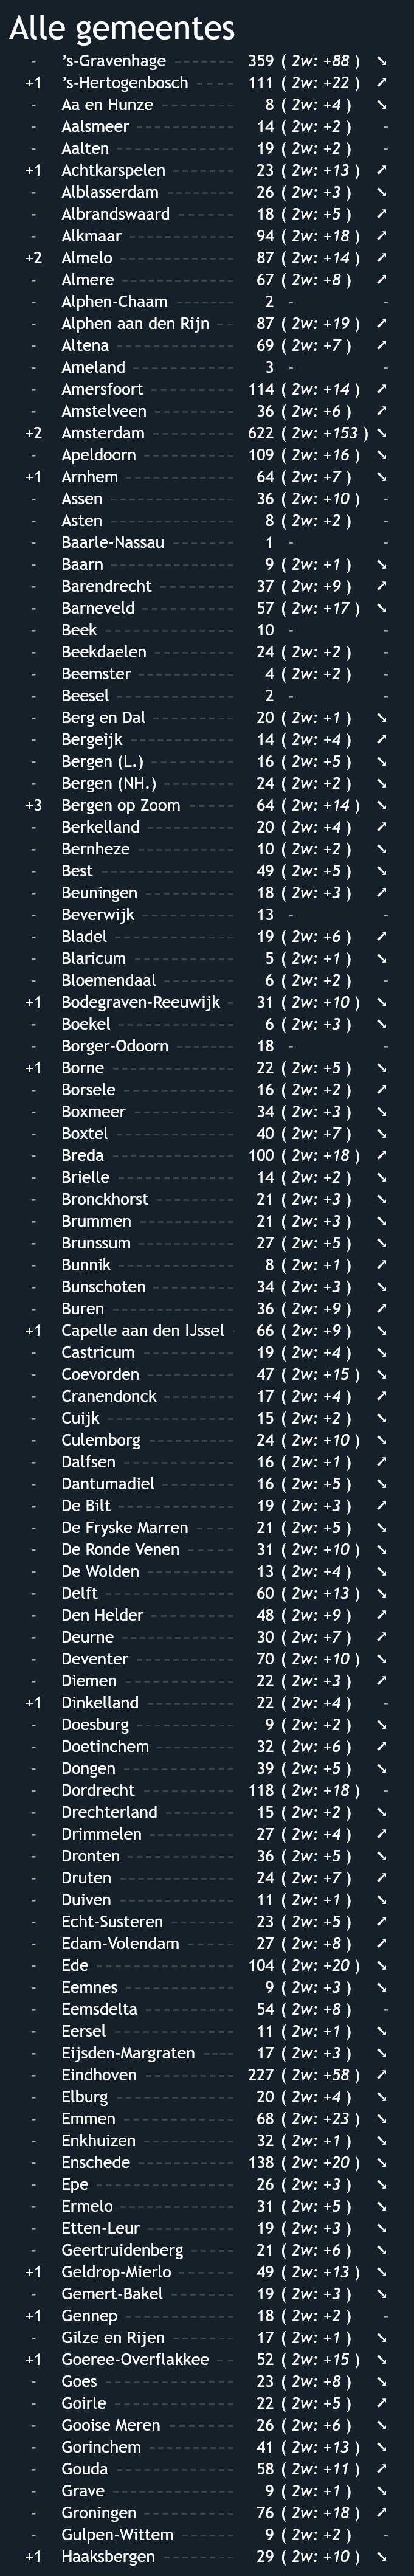 Alle gemeentes
- ’s-Gravenhage 359 ( 2w: +88 ) ↘
+1 ’s-Hertogenbosch 111 ( 2w: +22 ) ↗
- Aa en Hunze 8 ( 2w: +4 ) ↘
- Aalsmeer 14 ( 2w: +2 ) -
- Aalten 19 ( 2w: +2 ) -
+1 Achtkarspelen 23 ( 2w: +13 ) ↗
- Alblasserdam 26 ( 2w: +3 ) ↘
- Albrandswaard 18 ( 2w: +5 ) ↗
- Alkmaar 94 ( 2w: +18 ) ↗
+2 Almelo 87 ( 2w: +14 ) ↗
- Almere 67 ( 2w: +8 ) ↗
- Alphen-Chaam 2 - -
- Alphen aan den Rijn 87 ( 2w: +19 ) ↗
- Altena 69 ( 2w: +7 ) ↗
- Ameland 3 - -
- Amersfoort 114 ( 2w: +14 ) ↗
- Amstelveen 36 ( 2w: +6 ) ↗
+2 Amsterdam 622 ( 2w: +153 ) ↘
- Apeldoorn 109 ( 2w: +16 ) ↘
+1 Arnhem 64 ( 2w: +7 ) ↘
- Assen 36 ( 2w: +10 ) -
- Asten 8 ( 2w: +2 ) -
- Baarle-Nassau 1 - -
- Baarn 9 ( 2w: +1 ) ↘
- Barendrecht 37 ( 2w: +9 ) ↗
- Barneveld 57 ( 2w: +17 ) ↘
- Beek 10 - -
- Beekdaelen 24 ( 2w: +2 ) -
- Beemster 4 ( 2w: +2 ) -
- Beesel 2 - -
- Berg en Dal 20 ( 2w: +1 ) ↘
- Bergeijk 14 ( 2w: +4 ) ↗
- Bergen (L.) 16 ( 2w: +5 ) ↘
- Bergen (NH.) 24 ( 2w: +2 ) ↘
+3 Bergen op Zoom 64 ( 2w: +14 ) ↘
- Berkelland 20 ( 2w: +4 ) ↗
- Bernheze 10 ( 2w: +2 ) ↘
- Best 49 ( 2w: +5 ) ↘
- Beuningen 18 ( 2w: +3 ) ↗
- Beverwijk 13 - -
- Bladel 19 ( 2w: +6 ) ↗
- Blaricum 5 ( 2w: +1 ) ↘
- Bloemendaal 6 ( 2w: +2 ) -
+1 Bodegraven-Reeuwijk 31 ( 2w: +10 ) ↘
- Boekel 6 ( 2w: +3 ) ↘
- Borger-Odoorn 18 - -
+1 Borne 22 ( 2w: +5 ) ↘
- Borsele 16 ( 2w: +2 ) ↗
- Boxmeer 34 ( 2w: +3 ) ↘
- Boxtel 40 ( 2w: +7 ) ↘
- Breda 100 ( 2w: +18 ) ↗
- Brielle 14 ( 2w: +2 ) ↘
- Bronckhorst 21 ( 2w: +3 ) ↘
- Brummen 21 ( 2w: +3 ) ↘
- Brunssum 27 ( 2w: +5 ) ↘
- Bunnik 8 ( 2w: +1 ) ↗
- Bunschoten 34 ( 2w: +3 ) ↘
- Buren 36 ( 2w: +9 ) ↗
+1 Capelle aan den IJssel 66 ( 2w: +9 ) ↘
- Castricum 19 ( 2w: +4 ) ↘
- Coevorden 47 ( 2w: +15 ) ↘
- Cranendonck 17 ( 2w: +4 ) ↗
- Cuijk 15 ( 2w: +2 ) ↘
- Culemborg 24 ( 2w: +10 ) ↘
- Dalfsen 16 ( 2w: +1 ) ↗
- Dantumadiel 16 ( 2w: +5 ) ↘
- De Bilt 19 ( 2w: +3 ) ↗
- De Fryske Marren 21 ( 2w: +5 ) ↘
- De Ronde Venen 31 ( 2w: +10 ) ↘
- De Wolden 13 ( 2w: +4 ) ↘
- Delft 60 ( 2w: +13 ) ↘
- Den Helder 48 ( 2w: +9 ) ↗
- Deurne 30 ( 2w: +7 ) ↗
- Deventer 70 ( 2w: +10 ) ↘
- Diemen 22 ( 2w: +3 ) ↗
+1 Dinkelland 22 ( 2w: +4 ) -
- Doesburg 9 ( 2w: +2 ) ↘
- Doetinchem 32 ( 2w: +6 ) ↗
- Dongen 39 ( 2w: +5 ) ↘
- Dordrecht 118 ( 2w: +18 ) -
- Drechterland 15 ( 2w: +2 ) ↘
- Drimmelen 27 ( 2w: +4 ) ↗
- Dronten 36 ( 2w: +5 ) ↘
- Druten 24 ( 2w: +7 ) ↗
- Duiven 11 ( 2w: +1 ) ↘
- Echt-Susteren 23 ( 2w: +5 ) ↗
- Edam-Volendam 27 ( 2w: +8 ) ↗
- Ede 104 ( 2w: +20 ) ↘
- Eemnes 9 ( 2w: +3 ) ↘
- Eemsdelta 54 ( 2w: +8 ) -
- Eersel 11 ( 2w: +1 ) ↘
- Eijsden-Margraten 17 ( 2w: +3 ) ↘
- Eindhoven 227 ( 2w: +58 ) ↗
- Elburg 20 ( 2w: +4 ) ↘
- Emmen 68 ( 2w: +23 ) ↘
- Enkhuizen 32 ( 2w: +1 ) ↘
- Enschede 138 ( 2w: +20 ) ↘
- Epe 26 ( 2w: +3 ) ↘
- Ermelo 31 ( 2w: +5 ) ↘
- Etten-Leur 19 ( 2w: +3 ) ↘
- Geertruidenberg 21 ( 2w: +6 ) ↘
+1 Geldrop-Mierlo 49 ( 2w: +13 ) ↘
- Gemert-Bakel 19 ( 2w: +3 ) ↘
+1 Gennep 18 ( 2w: +2 ) -
- Gilze en Rijen 17 ( 2w: +1 ) ↘
+1 Goeree-Overflakkee 52 ( 2w: +15 ) ↘
- Goes 23 ( 2w: +8 ) ↘
- Goirle 22 ( 2w: +5 ) ↗
- Gooise Meren 26 ( 2w: +6 ) ↘
- Gorinchem 41 ( 2w: +13 ) ↘
- Gouda 58 ( 2w: +11 ) ↗
- Grave 9 ( 2w: +1 ) ↘
- Groningen 76 ( 2w: +18 ) ↗
- Gulpen-Wittem 9 ( 2w: +2 ) -
+1 Haaksbergen 29 ( 2w: +10 ) ↘